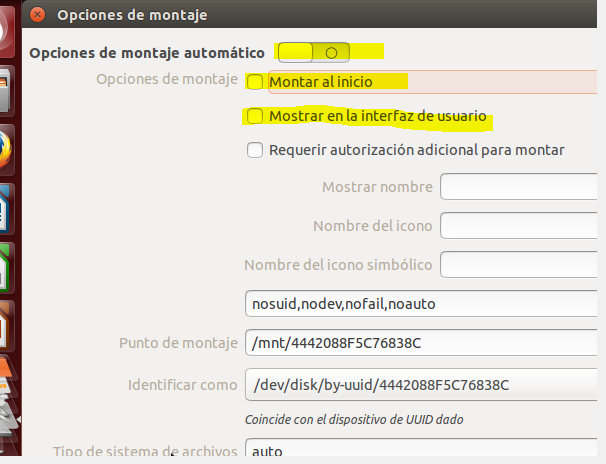 Opciones de montaje
Opciones de montaje automático
Opciones de montaje Montar al inicio
Mostrar en la interfaz de usuario
Requerir autorización adicional para montar
Mostrar nombre
Nombre del icono
Nombre del icono simbólico
nosuid,nodev,nofail,noauto
Punto de montaje /mnt/4442088F5C76838C
Identificar como /dev/disk/by-uuid/4442088F5C76838C
Coincide con el dispositivo de UUID dado
Tipo de sistema de archivos auto